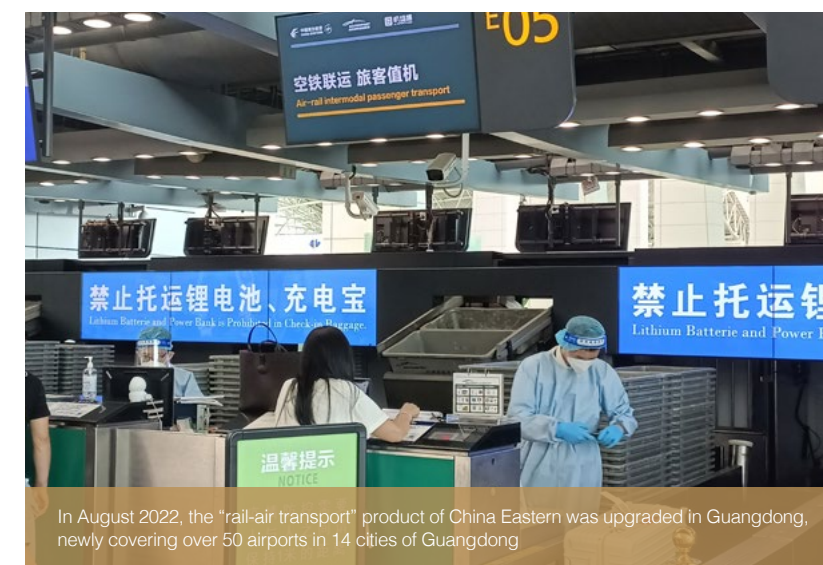 E05
空铁联运 旅客值机
Air-rail intermodal passenger transport
禁止托运锂电池、充电宝
Lithium Batterie and Power Bank is Prohibited in Check-in Baggage.
禁止托运锂
Lithium Batterie and Power
温馨提示
NOTICE
In August 2022, the “rail-air transport” product of China Eastern was upgraded in Guangdong,
newly covering over 50 airports in 14 cities of Guangdong